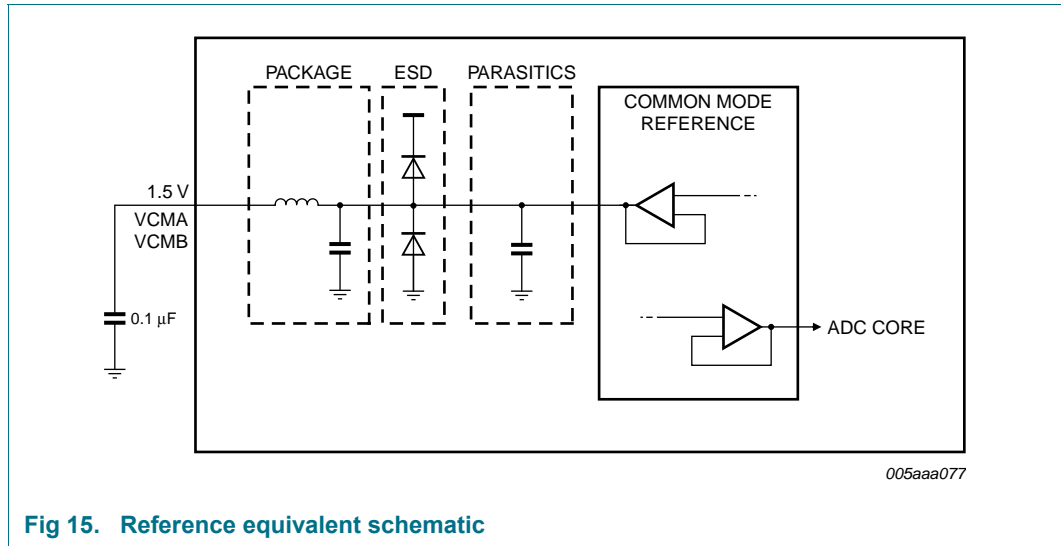 PACKAGE
ESD
PARASITICS
COMMON MODE
REFERENCE
1.5 V
VCMA
VCMB
0.1 μF
ADC CORE
005aaa077
Fig 15. Reference equivalent schematic